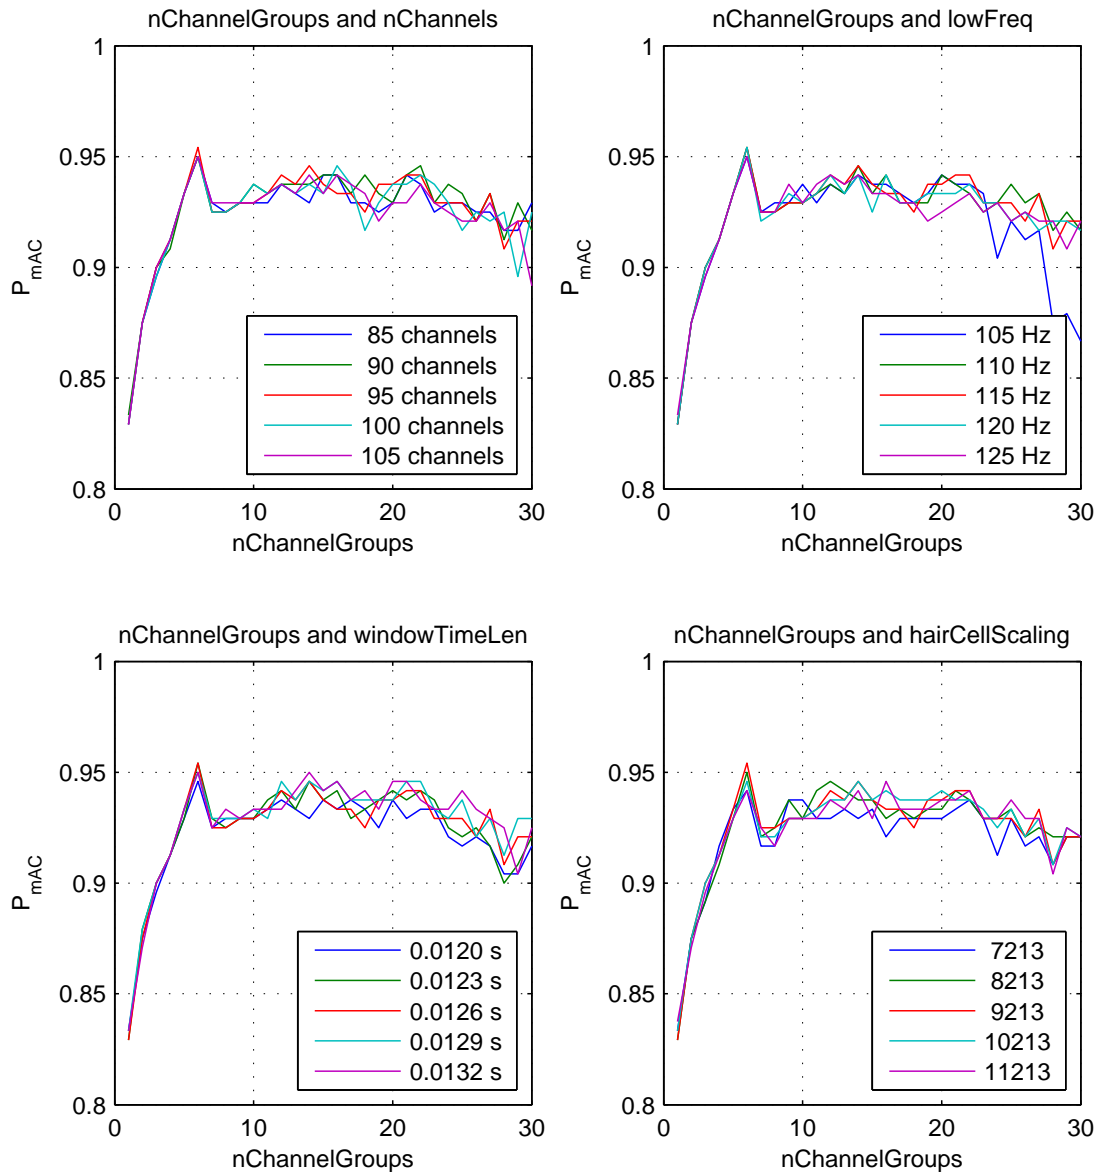 nChannelGroups and nChannels
1
0.95
0.9
0.85
0.8
P_mAC
0
10
20
30
nChannelGroups
85 channels
90 channels
95 channels
100 channels
105 channels
nChannelGroups and lowFreq
1
0.95
0.9
0.85
0.8
P_mAC
0
10
20
30
nChannelGroups
105 Hz
110 Hz
115 Hz
120 Hz
125 Hz
nChannelGroups and windowTimeLen
1
0.95
0.9
0.85
0.8
P_mAC
0
10
20
30
nChannelGroups
0.0120 s
0.0123 s
0.0126 s
0.0129 s
0.0132 s
nChannelGroups and hairCellScaling
1
0.95
0.9
0.85
0.8
P_mAC
0
10
20
30
nChannelGroups
7213
8213
9213
10213
11213